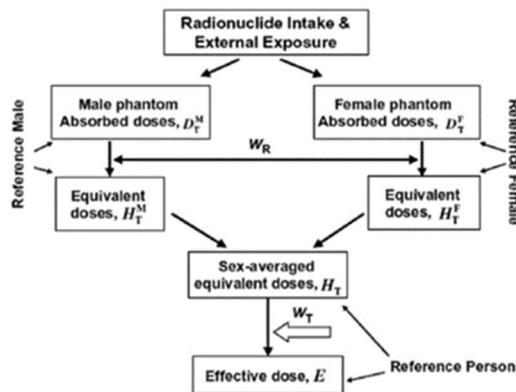 Radionuclide Intake &
External Exposure
Male phantom
Absorbed doses, D_T^M
Female phantom
Absorbed doses, D_T^F
Reference Male
Reference Female
W_R
Equivalent
doses, H_T^M
Equivalent
doses, H_T^F
Sex-averaged
equivalent doses, H_T
W_T
Reference Person
Effective dose, E